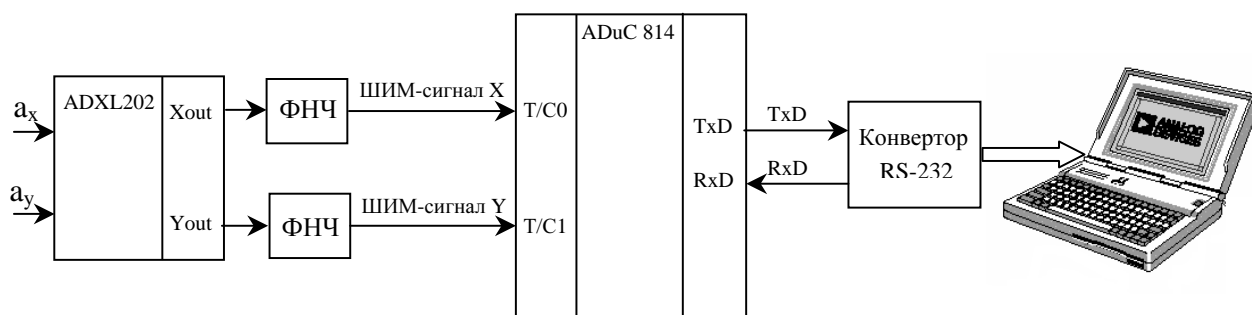 ADXL202
a_x
a_y
Xout
Yout
ФНЧ
ФНЧ
ШИМ-сигнал X
ШИМ-сигнал Y
ADuC 814
T/C0
T/C1
TxD
RxD
TxD
RxD
Конвертор
RS-232
ANALOG
DEVICES